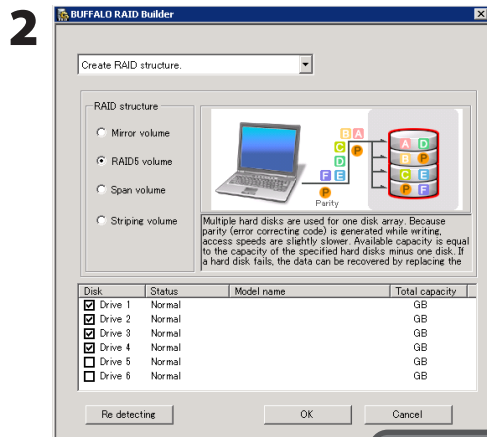 2
BUFFALO RAID Builder
Create RAID structure.
RAID structure
Mirror volume
RAID5 volume
Span volume
Striping volume
B A
C
D
F E
P
Parity
A D
B P
C E
P F
Multiple hard disks are used for one disk array. Because
parity (error correcting code) is generated while writing,
access speeds are slightly slower. Available capacity is equal
to the capacity of the specified hard disks minus one disk. If
a hard disk fails, the data can be recovered by replacing the
Disk Status Model name Total capacity
Drive 1 Normal GB
Drive 2 Normal GB
Drive 3 Normal GB
Drive 4 Normal GB
Drive 5 Normal GB
Drive 6 Normal GB
Re detecting OK Cancel